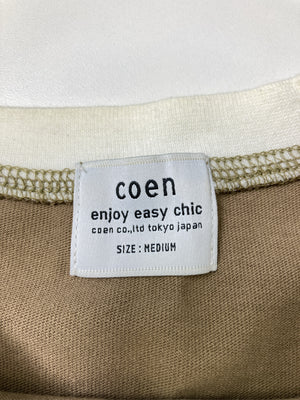 coen
enjoy easy chic
coen co.,ltd tokyo japan
SIZE : MEDIUM